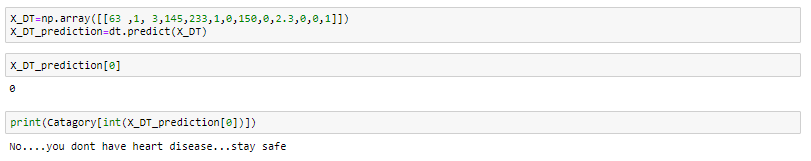 X_DT=np.array([[63 ,1, 3,145,233,1,0,150,0,2.3,0,0,1]])
X_DT_prediction=dt.predict(X_DT)
X_DT_prediction[0]
0
print(Catagory[int(X_DT_prediction[0])])
No....you dont have heart disease...stay safe